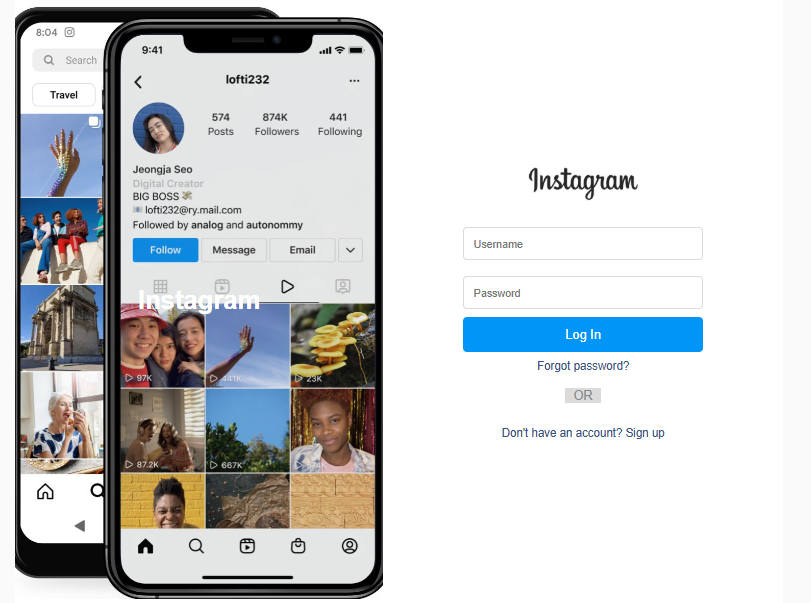 8:04
Search
Travel
9:41
lofti232
...
574
874K
441
Posts
Followers
Following
Jeongja Seo
Digital Creator
BIG BOSS
lofti232@ry.mail.com
Followed by analog and autonommy
Follow
Message
Email
Instagram
97K
441K
23K
87.2K
667K
Instagram
Username
Password
Log In
Forgot password?
OR
Don't have an account? Sign up